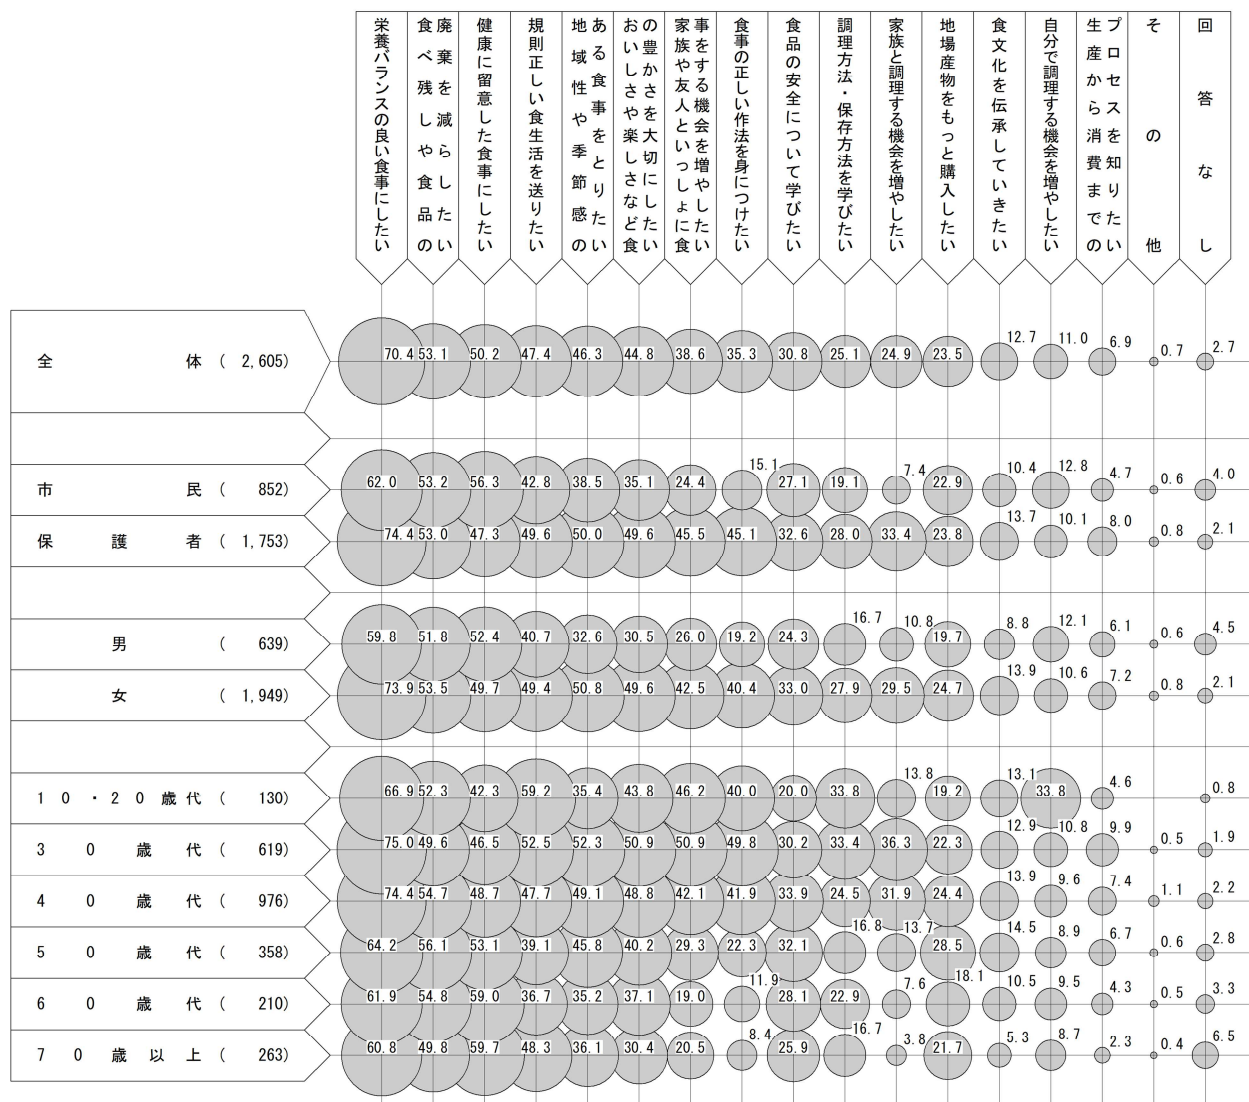 栄養バランスの良い食事にしたい
食べ残しや食品の
廃棄を減らしたい
健康に留意した食事にしたい
規則正しい食生活を送りたい
地域性や季節感の
ある食事をとりたい
おいしさや楽しさなど食
の豊かさを大切にしたい
家族や友人といっしょに食
事をする機会を増やしたい
食事の正しい作法を身につけたい
食品の安全について学びたい
調理方法・保存方法を学びたい
家族と調理する機会を増やしたい
地場産物をもっと購入したい
食文化を伝承していきたい
自分で調理する機会を増やしたい
生産から消費までの
プロセスを知りたい
その他
回答なし
全体 ( 2,605) 70.4 53.1 50.2 47.4 46.3 44.8 38.6 35.3 30.8 25.1 24.9 23.5 12.7 11.0 6.9 0.7 2.7
市民 ( 852) 62.0 53.2 56.3 42.8 38.5 35.1 24.4 15.1 27.1 19.1 7.4 22.9 10.4 12.8 4.7 0.6 4.0
保護者 ( 1,753) 74.4 53.0 47.3 49.6 50.0 49.6 45.5 45.1 32.6 28.0 33.4 23.8 13.7 10.1 8.0 0.8 2.1
男 ( 639) 59.8 51.8 52.4 40.7 32.6 30.5 26.0 19.2 24.3 16.7 10.8 19.7 8.8 12.1 6.1 0.6 4.5
女 ( 1,949) 73.9 53.5 49.7 49.4 50.8 49.6 42.5 40.4 33.0 27.9 29.5 24.7 13.9 10.6 7.2 0.8 2.1
10・20歳代 ( 130) 66.9 52.3 42.3 59.2 35.4 43.8 46.2 40.0 20.0 33.8 13.8 19.2 13.1 33.8 4.6 0.8
30歳代 ( 619) 75.0 49.6 46.5 52.5 52.3 50.9 50.9 49.8 30.2 33.4 36.3 22.3 12.9 10.8 9.9 0.5 1.9
40歳代 ( 976) 74.4 54.7 48.7 47.7 49.1 48.8 42.1 41.9 33.9 24.5 31.9 24.4 13.9 9.6 7.4 1.1 2.2
50歳代 ( 358) 64.2 56.1 53.1 39.1 45.8 40.2 29.3 22.3 32.1 16.8 13.7 28.5 14.5 8.9 6.7 0.6 2.8
60歳代 ( 210) 61.9 54.8 59.0 36.7 35.2 37.1 19.0 11.9 28.1 22.9 7.6 18.1 10.5 9.5 4.3 0.5 3.3
70歳以上 ( 263) 60.8 49.8 59.7 48.3 36.1 30.4 20.5 8.4 25.9 16.7 3.8 21.7 5.3 8.7 2.3 0.4 6.5